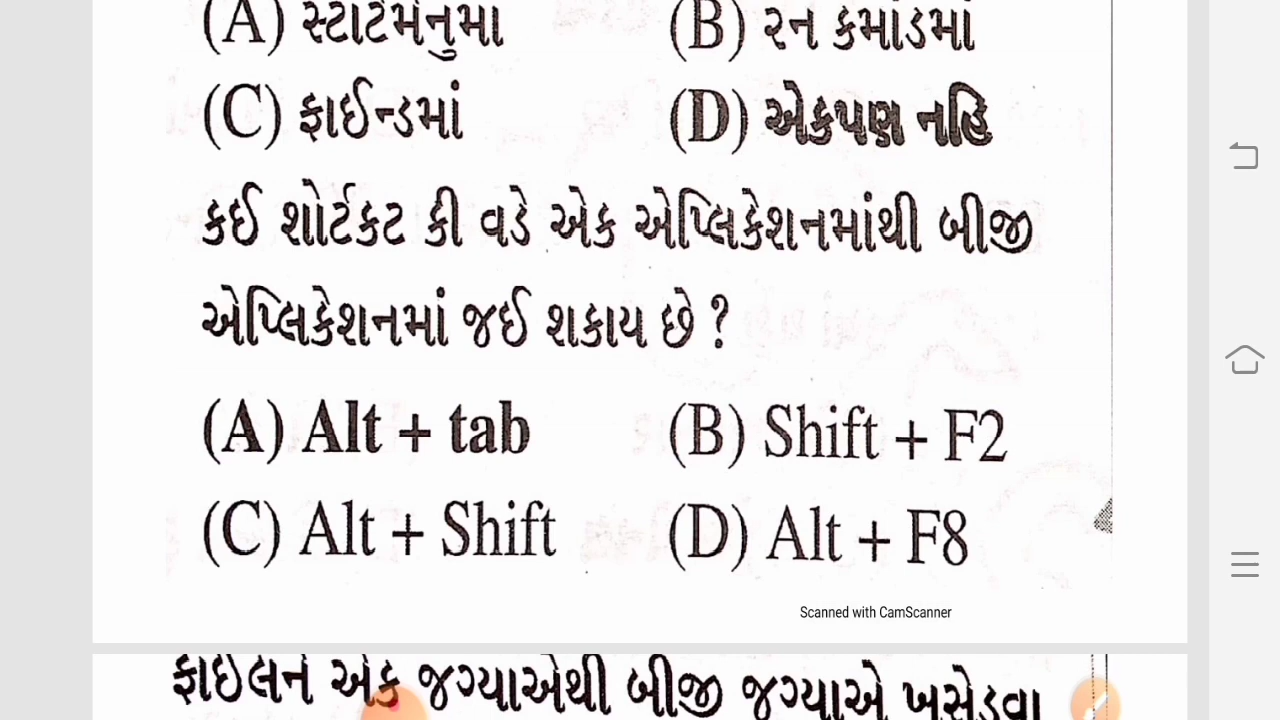 (A) સ્ટાર્ટમેનુમાં (B) રન કમાંડમાં
(C) ફાઈન્ડમાં (D) એકપણ નહિ
કઈ શોર્ટકટ કી વડે એક એપ્લિકેશનમાંથી બીજી
એપ્લિકેશનમાં જઈ શકાય છે ?
(A) Alt + tab (B) Shift + F2
(C) Alt + Shift (D) Alt + F8
Scanned with CamScanner
ફાઈલને એક જગ્યાએથી બીજી જગ્યાએ ખસેડવા